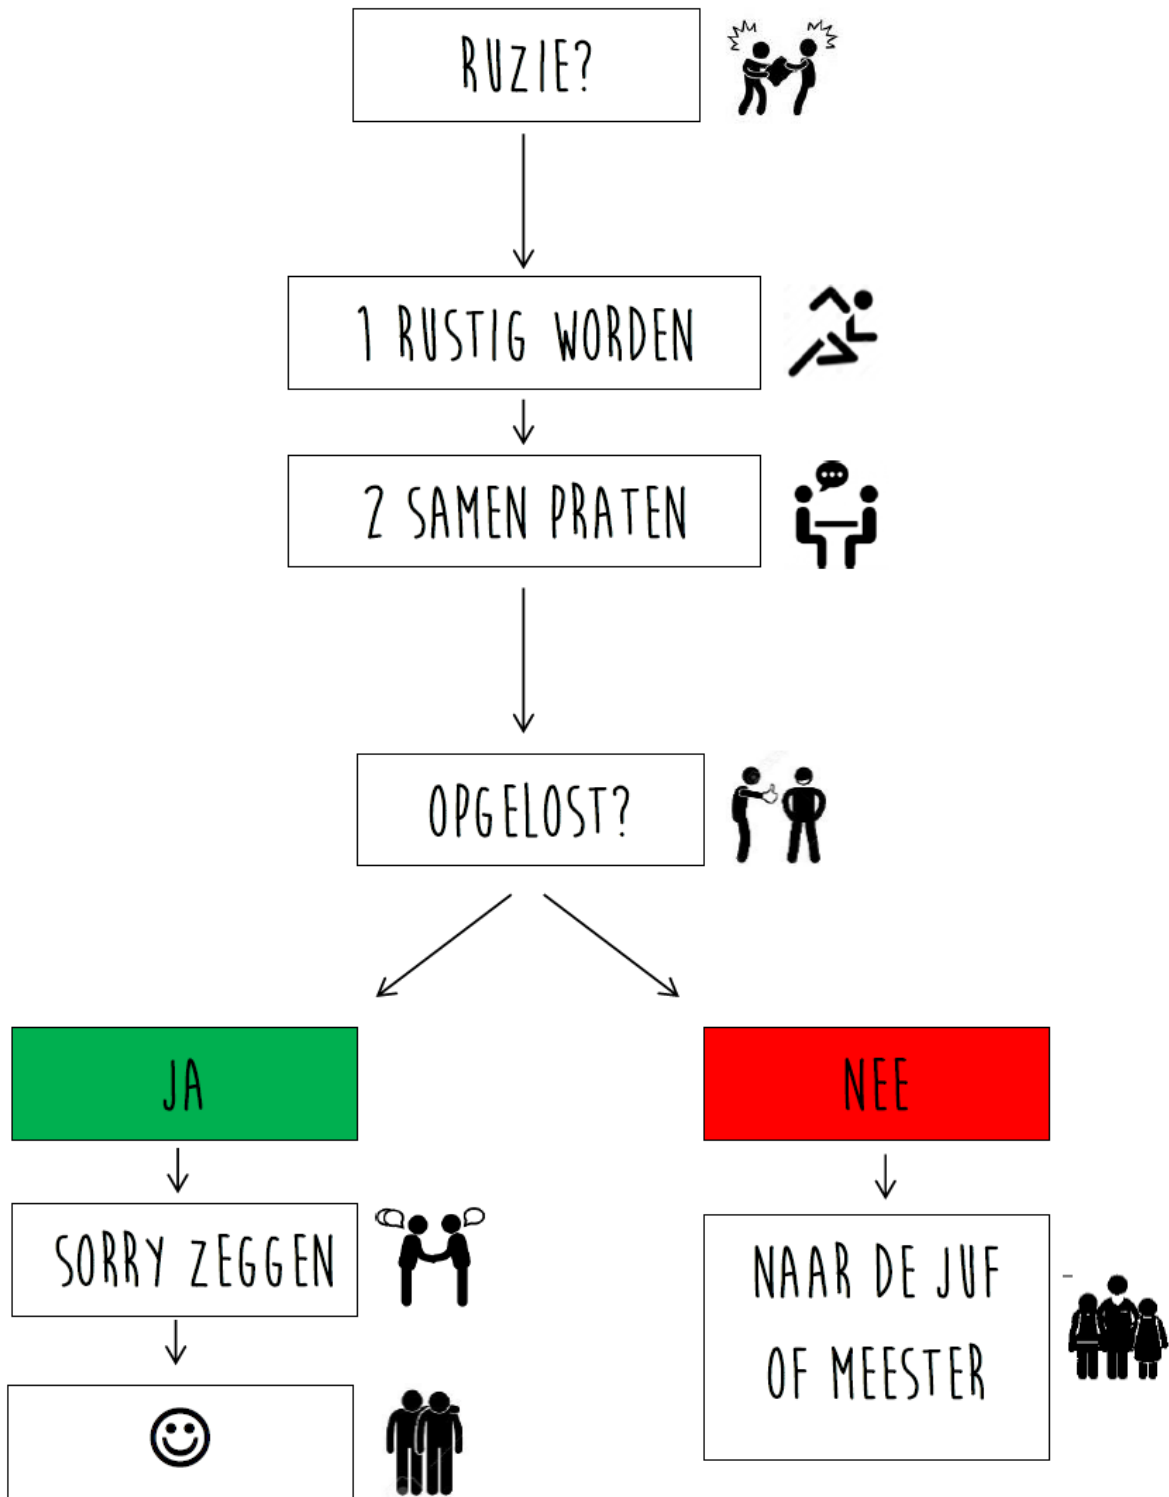 RUZIE?
1 RUSTIG WORDEN
2 SAMEN PRATEN
OPGELOST?
JA
NEE
SORRY ZEGGEN
NAAR DE JUF
OF MEESTER